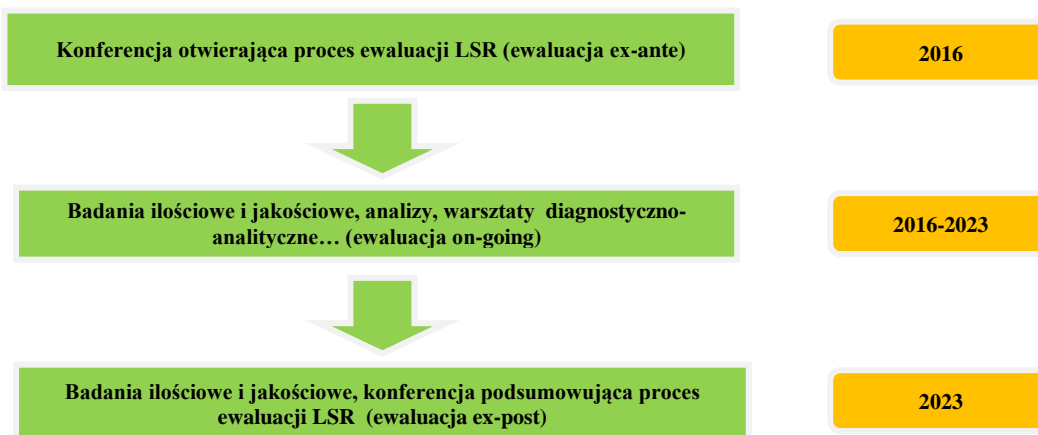 Konferencja otwierająca proces ewaluacji LSR (ewaluacja ex-ante)
2016
Badania ilościowe i jakościowe, analizy, warsztaty diagnostyczno-
analityczne… (ewaluacja on-going)
2016-2023
Badania ilościowe i jakościowe, konferencja podsumowująca proces
ewaluacji LSR (ewaluacja ex-post)
2023